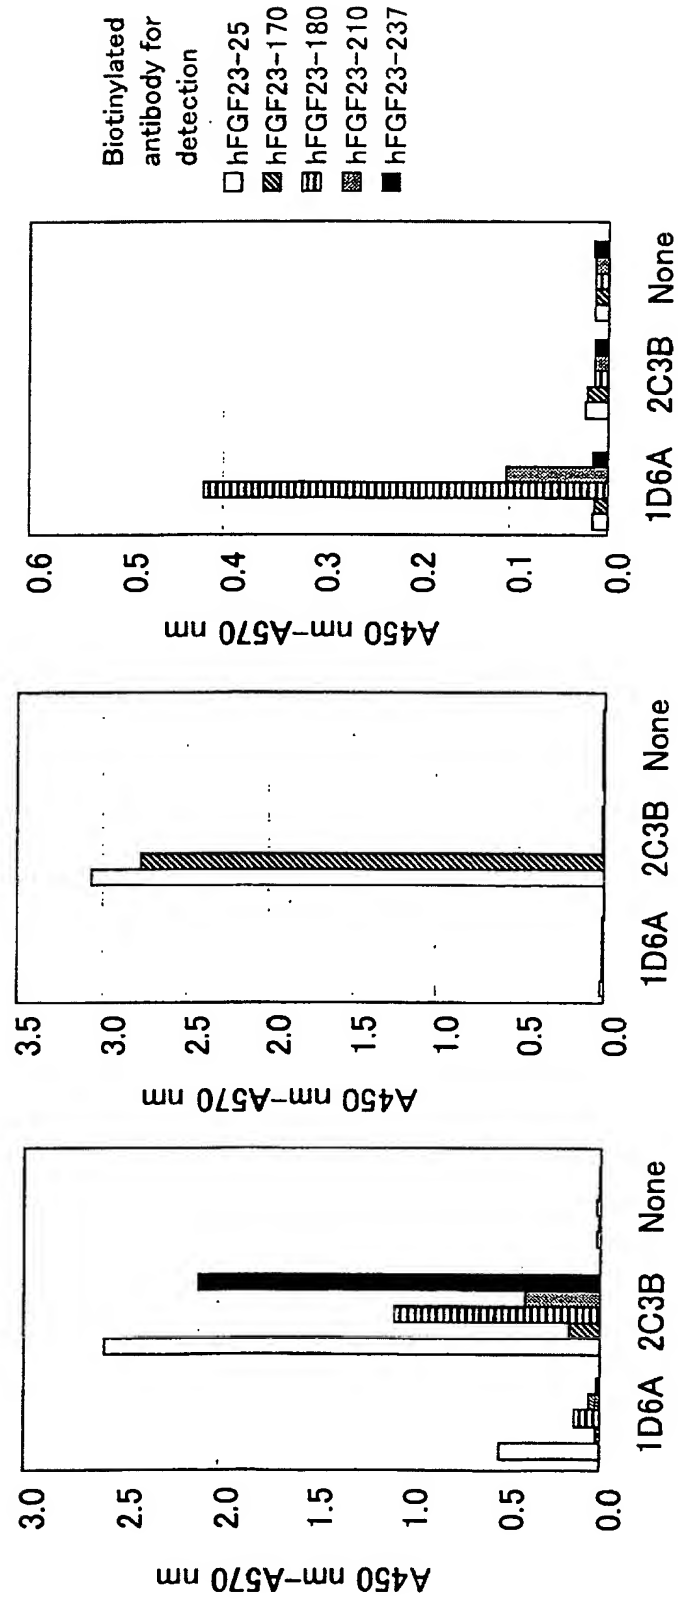 A450 nm-A570 nm
3.0
2.5
2.0
1.5
1.0
0.5
0.0
1D6A 2C3B None
A450 nm-A570 nm
3.5
3.0
2.5
2.0
1.5
1.0
0.5
0.0
1D6A 2C3B None
A450 nm-A570 nm
0.6
0.5
0.4
0.3
0.2
0.1
0.0
1D6A 2C3B None
Biotinylated
antibody for
detection
hFGF23-25
hFGF23-170
hFGF23-180
hFGF23-210
hFGF23-237